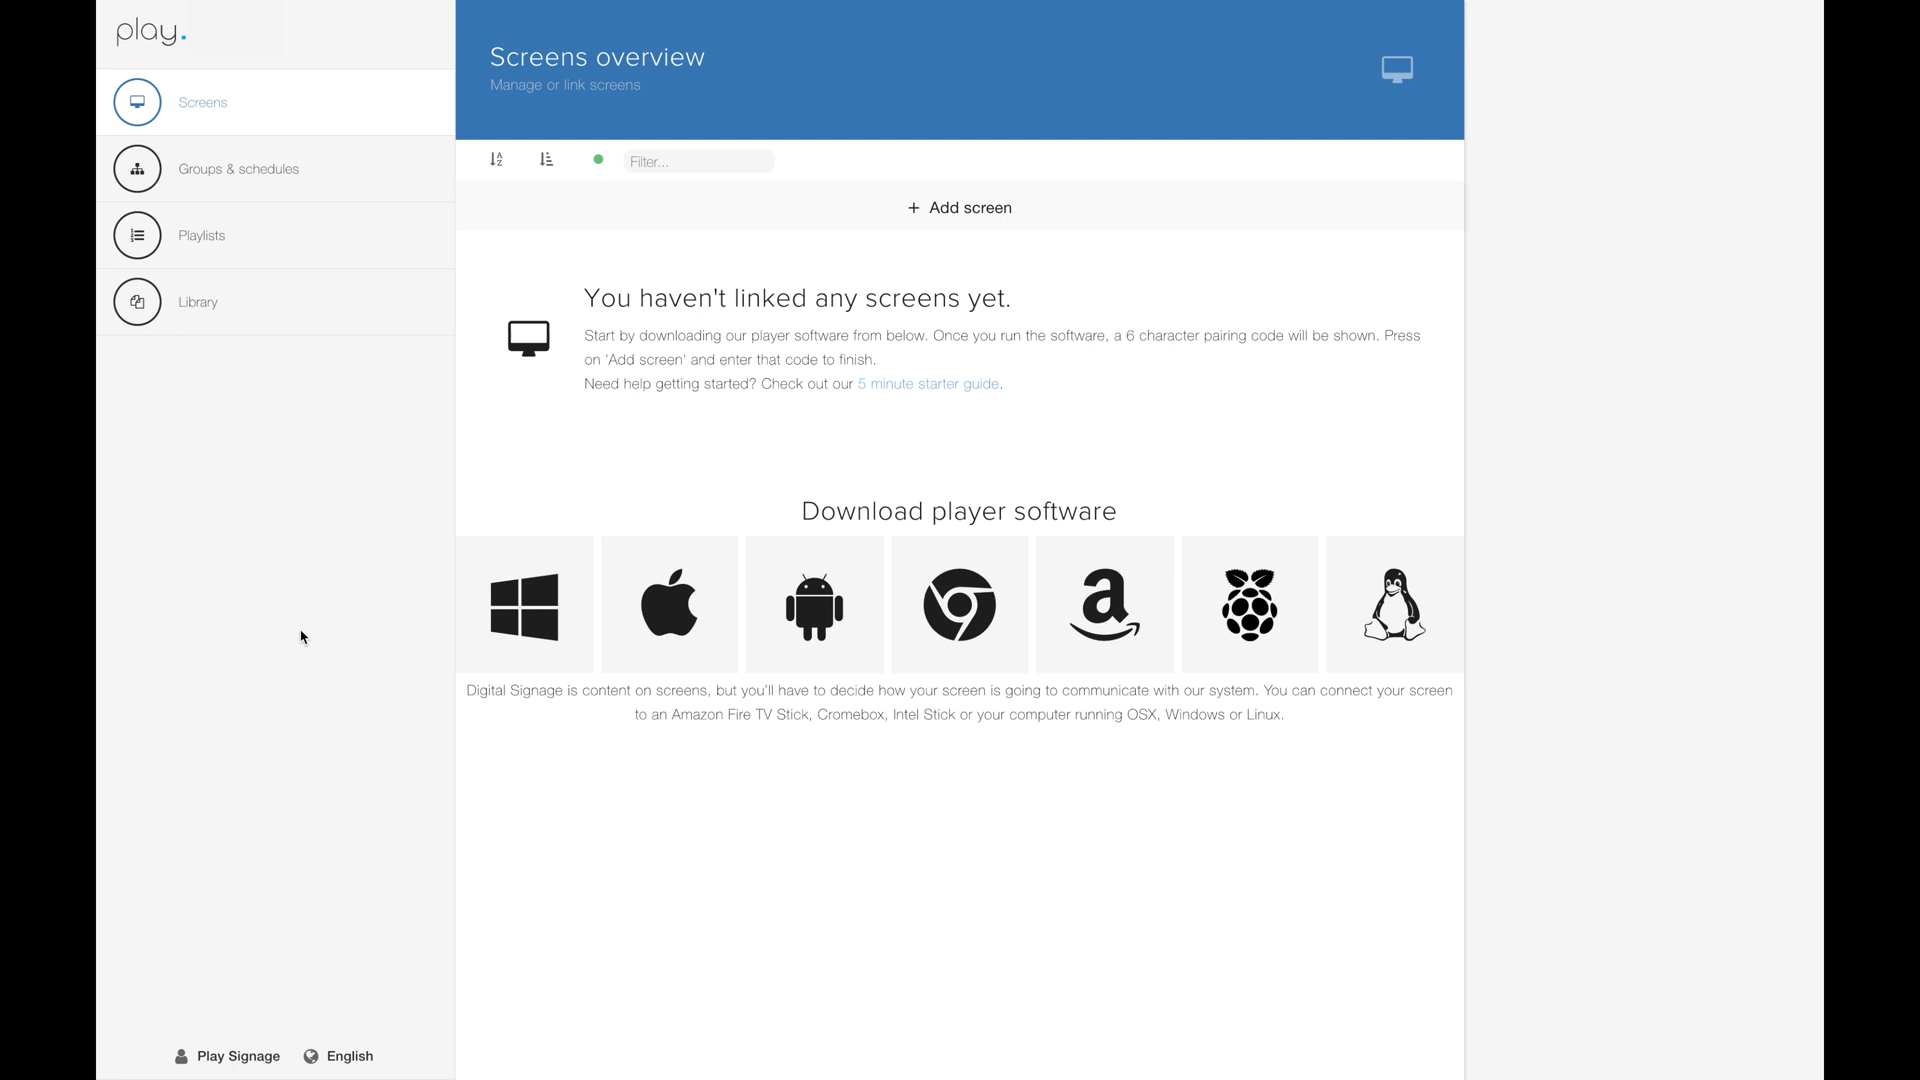 play.
Screens
Groups & schedules
Playlists
Library
Play Signage
English
Screens overview
Manage or link screens
Filter...
+ Add screen
You haven't linked any screens yet.
Start by downloading our player software from below. Once you run the software, a 6 character pairing code will be shown. Press
on 'Add screen' and enter that code to finish.
Need help getting started? Check out our 5 minute starter guide.
Download player software
Digital Signage is content on screens, but you'll have to decide how your screen is going to communicate with our system. You can connect your screen
to an Amazon Fire TV Stick, Cromebox, Intel Stick or your computer running OSX, Windows or Linux.